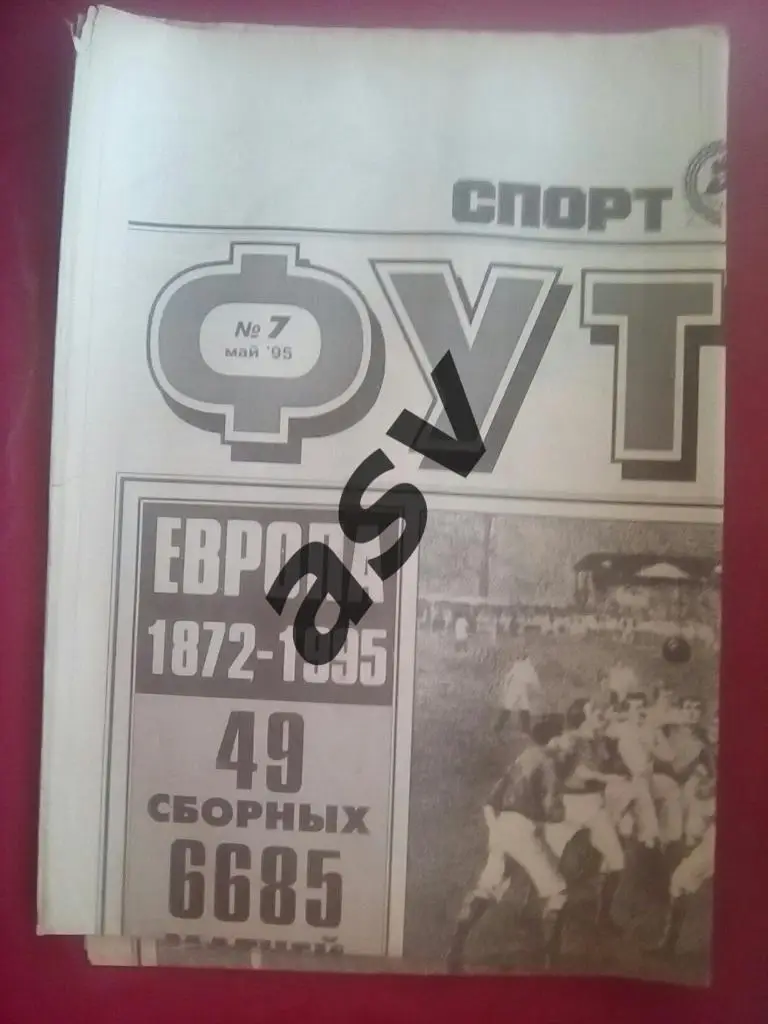 СПОРТ
ФУТ
№ 7
май '95
ЕВРОПА
1872-1995
49
СБОРНЫХ
6685
asv